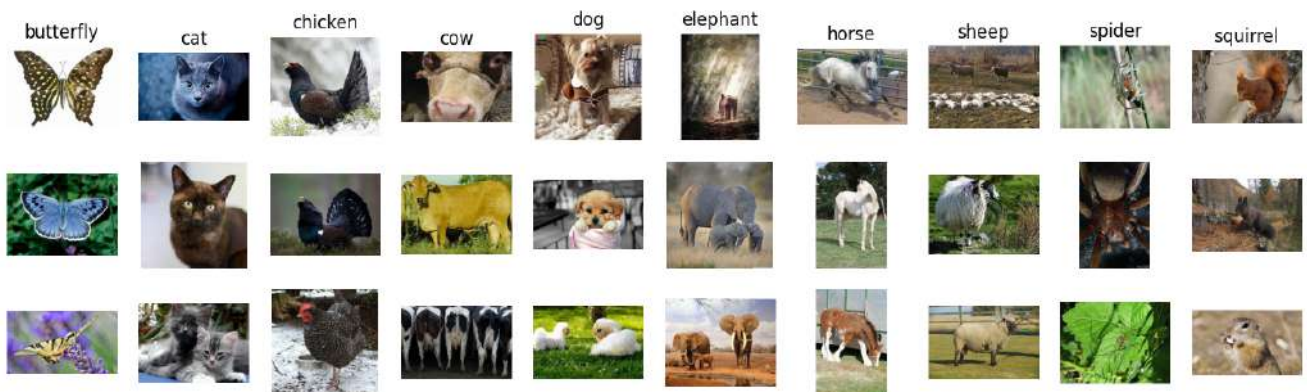 butterfly
cat
chicken
cow
dog
elephant
horse
sheep
spider
squirrel